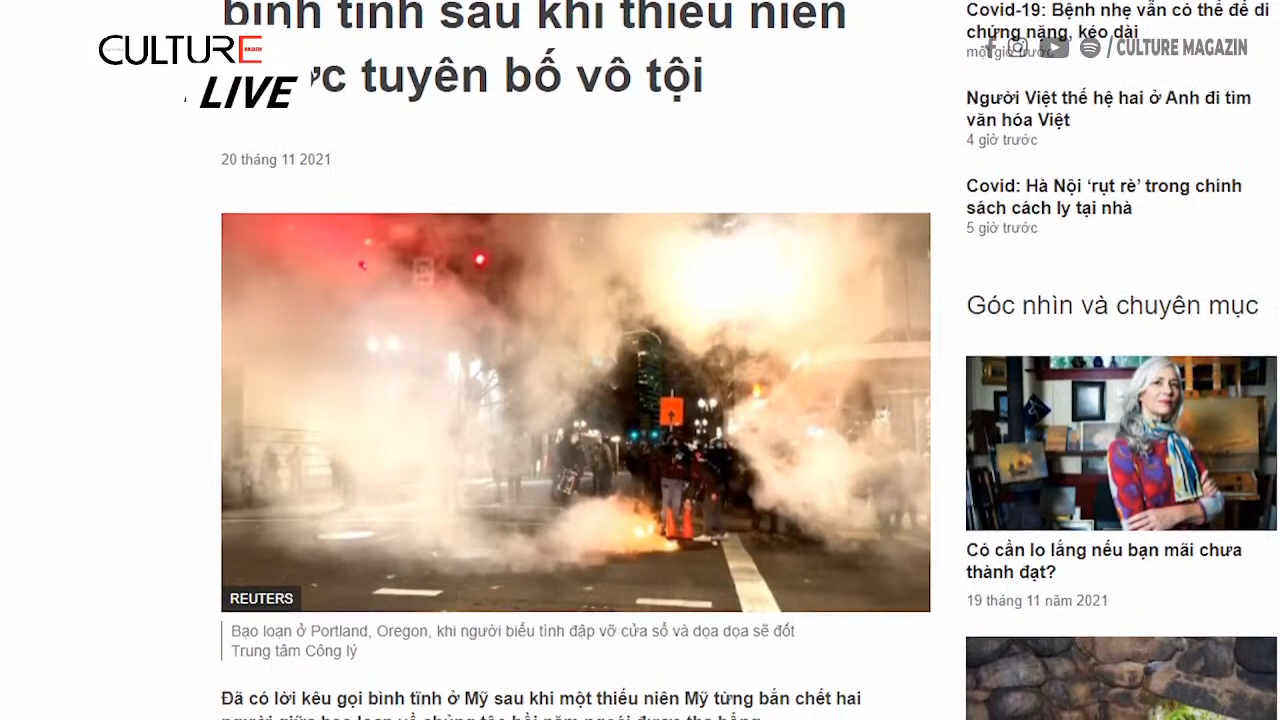 bình tĩnh sau khi thiếu niên
tuyên bố vô tội
CULTURE
MAGAZIN
LIVE
20 tháng 11 2021
REUTERS
Bạo loạn ở Portland, Oregon, khi người biểu tình đập vỡ cửa sổ và dọa dọa sẽ đốt
Trung tâm Công lý
Đã có lời kêu gọi bình tĩnh ở Mỹ sau khi một thiếu niên Mỹ từng bắn chết hai
Covid-19: Bệnh nhẹ vẫn có thể để di
chứng nặng, kéo dài
một giờ trước
/ CULTURE MAGAZIN
Người Việt thế hệ hai ở Anh đi tìm
văn hóa Việt
4 giờ trước
Covid: Hà Nội ‘rụt rè’ trong chính
sách cách ly tại nhà
5 giờ trước
Góc nhìn và chuyên mục
Có cần lo lắng nếu bạn mãi chưa
thành đạt?
19 tháng 11 năm 2021